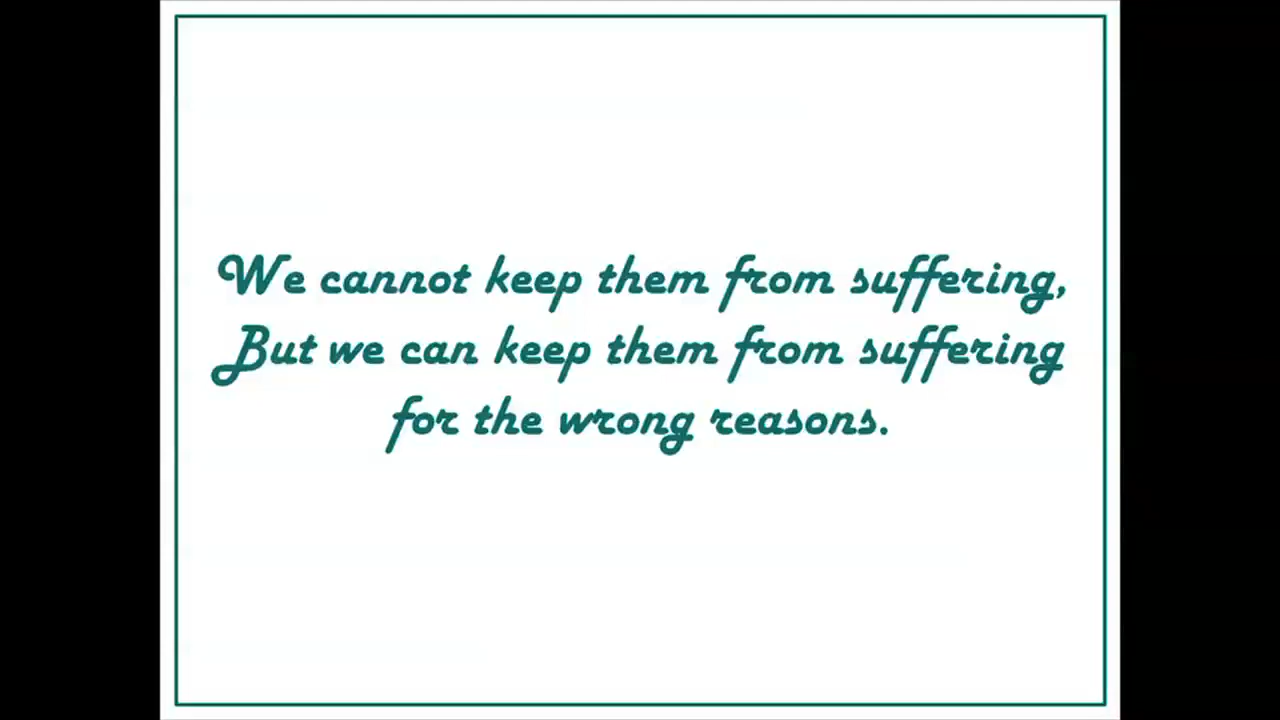 We cannot keep them from suffering,
But we can keep them from suffering
for the wrong reasons.